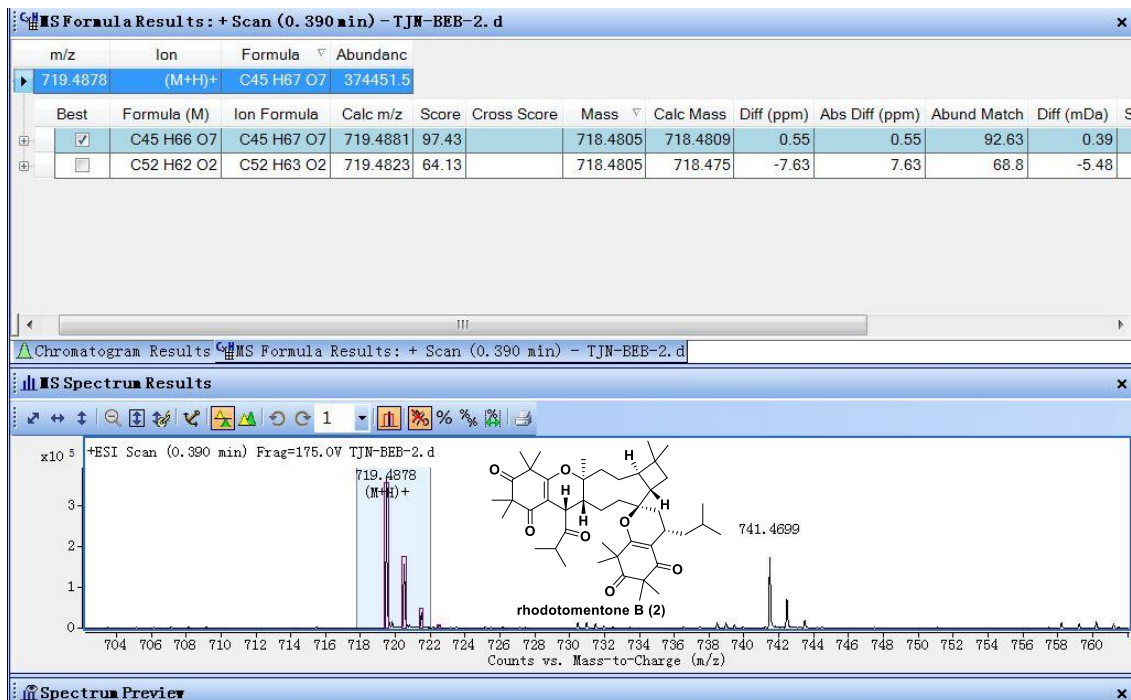 MS Formula Results: + Scan (0.390 min) - TJN-BEB-2.d
m/z Ion Formula Abundanc
719.4878 (M+H)+ C45 H67 O7 374451.5
Best Formula (M) Ion Formula Calc m/z Score Cross Score Mass Calc Mass Diff (ppm) Abs Diff (ppm) Abund Match Diff (mDa) S
C45 H66 O7 C45 H67 O7 719.4881 97.43 718.4805 718.4809 0.55 0.55 92.63 0.39
C52 H62 O2 C52 H63 O2 719.4823 64.13 718.4805 718.475 -7.63 7.63 68.8 -5.48
Chromatogram Results MS Formula Results: + Scan (0.390 min) - TJN-BEB-2.d
MS Spectrum Results
1 % %
x10 5 +ESI Scan (0.390 min) Frag=175.0V TJN-BEB-2.d
719.4878
(M+H)+
741.4699
3
2
1
0
H
H
H
H
O
O
O
O
O
O
O
rhodotomentone B (2)
704 706 708 710 712 714 716 718 720 722 724 726 728 730 732 734 736 738 740 742 744 746 748 750 752 754 756 758 760
Counts vs. Mass-to-Charge (m/z)
Spectrum Preview